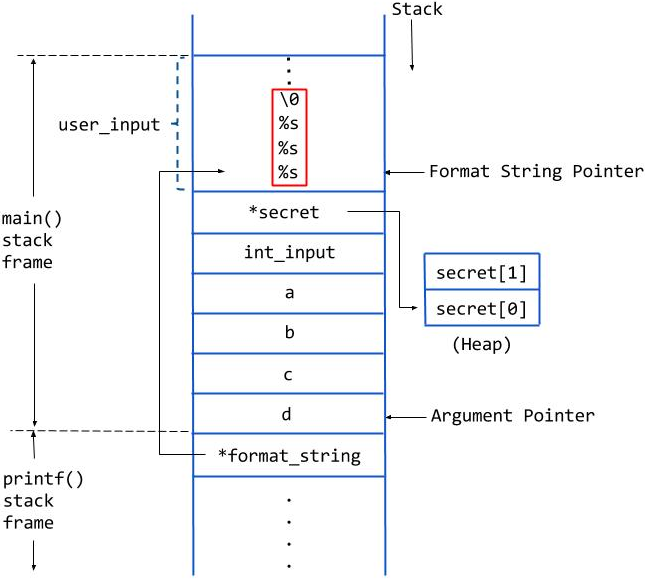 Stack
\0
%s
%s
%s
user_input
Format String Pointer
*secret
main()
stack
frame
int_input
a
b
c
d
secret[1]
secret[0]
(Heap)
Argument Pointer
*format_string
printf()
stack
frame